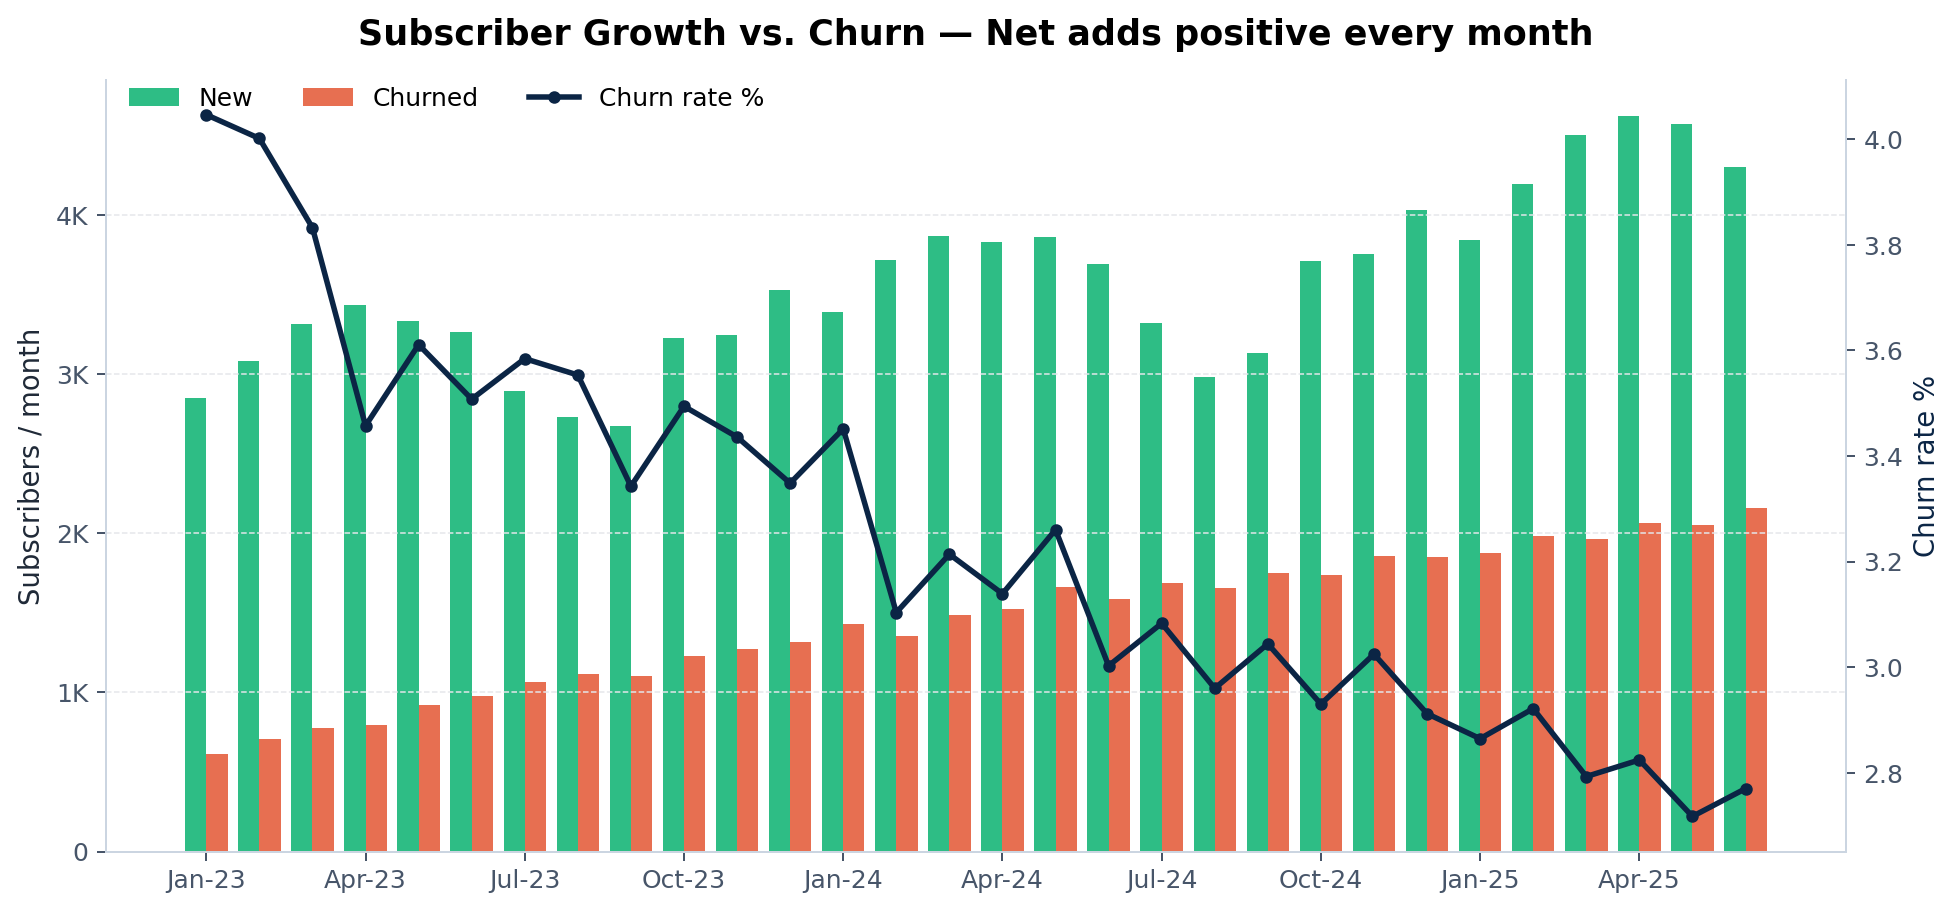 Subscriber Growth vs. Churn — Net adds positive every month
New
Churned
Churn rate %
Subscribers / month
4K
3K
2K
1K
0
4.0
3.8
3.6
3.4
3.2
3.0
2.8
Churn rate %
Jan-23
Apr-23
Jul-23
Oct-23
Jan-24
Apr-24
Jul-24
Oct-24
Jan-25
Apr-25